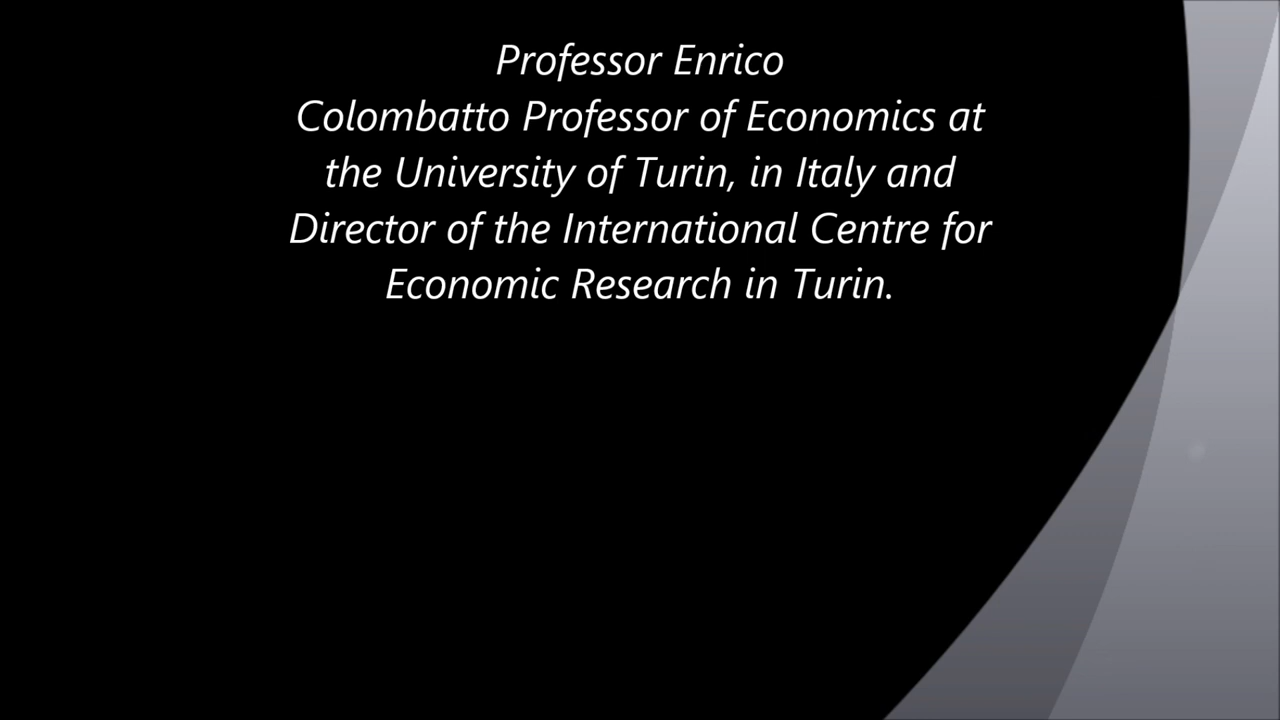 Professor Enrico
Colombatto Professor of Economics at
the University of Turin, in Italy and
Director of the International Centre for
Economic Research in Turin.